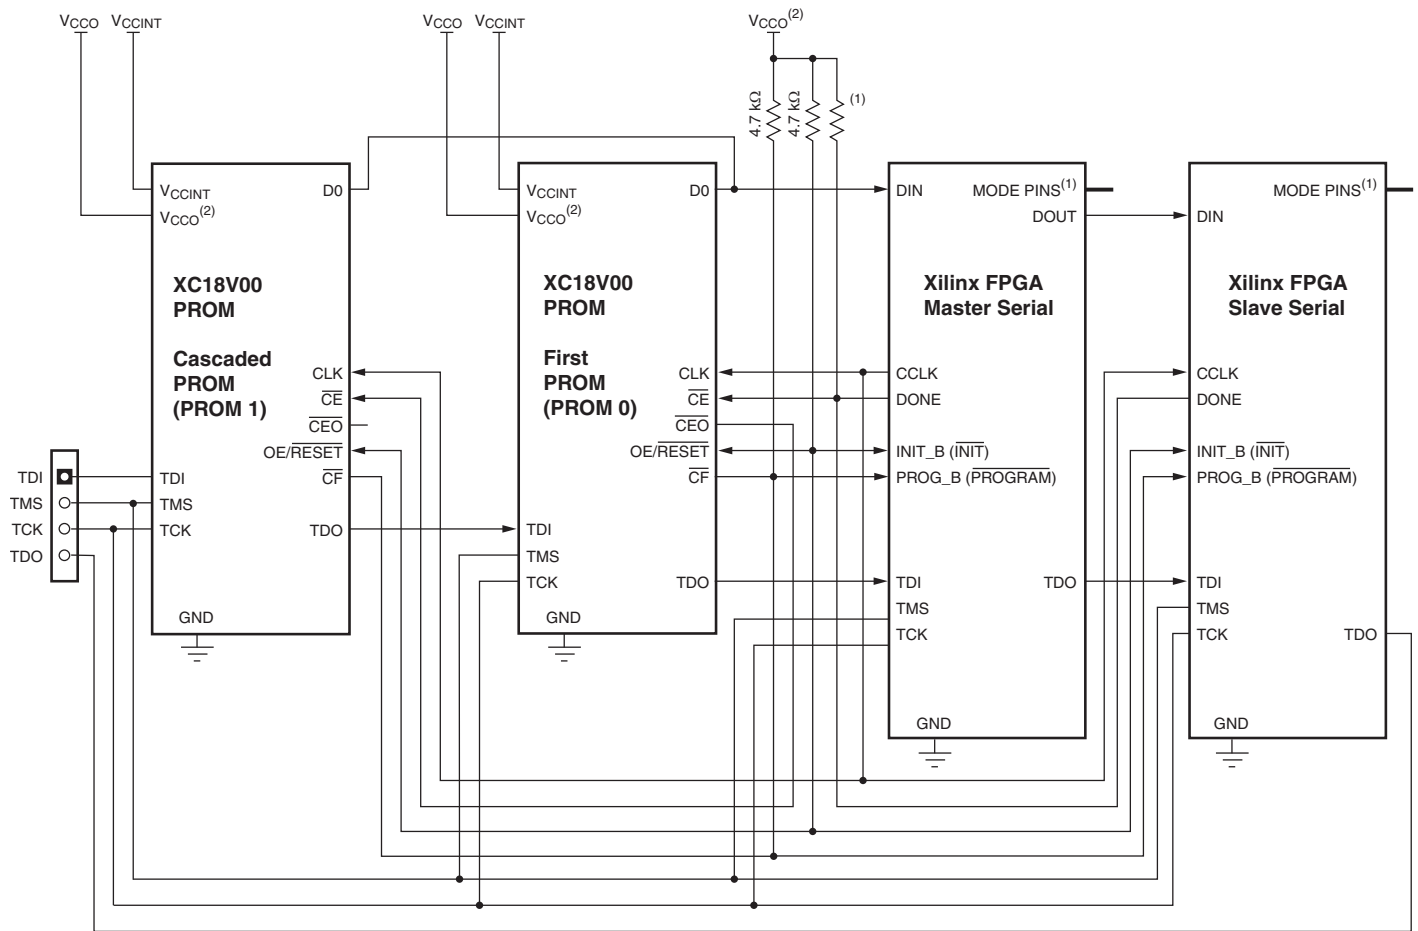 VCCO VCCINT
VCCO VCCINT
VCCO(2)
4.7 kΩ
4.7 kΩ
(1)
VCCINT
VCCO(2)
D0
XC18V00
PROM
Cascaded
PROM
(PROM 1)
CLK
CE
CEO
OE/RESET
CF
TDI
TMS
TCK
TDO
GND
TDI
TMS
TCK
TDO
VCCINT
VCCO(2)
D0
XC18V00
PROM
First
PROM
(PROM 0)
CLK
CE
CEO
OE/RESET
CF
TDI
TMS
TCK
TDO
GND
DIN
MODE PINS(1)
DOUT
Xilinx FPGA
Master Serial
CCLK
DONE
INIT_B (INIT)
PROG_B (PROGRAM)
TDI
TMS
TCK
TDO
GND
MODE PINS(1)
DIN
Xilinx FPGA
Slave Serial
CCLK
DONE
INIT_B (INIT)
PROG_B (PROGRAM)
TDI
TMS
TCK
TDO
GND